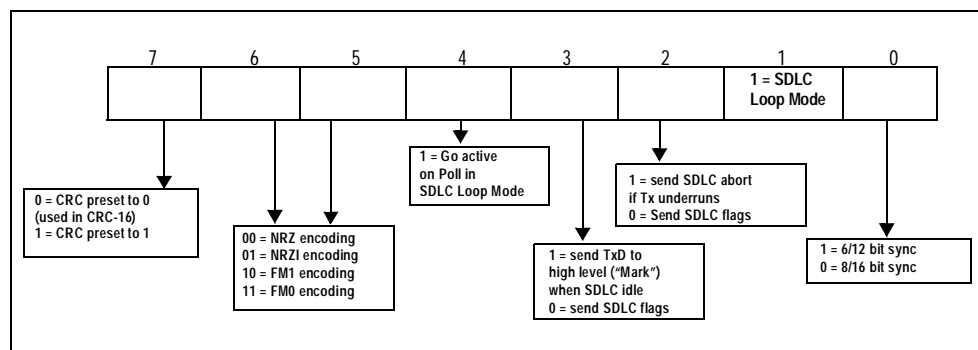 7 6 5 4 3 2 1 0
1 = SDLC
Loop Mode
0 = CRC preset to 0
(used in CRC-16)
1 = CRC preset to 1
00 = NRZ encoding
01 = NRZI encoding
10 = FM1 encoding
11 = FM0 encoding
1 = Go active
on Poll in
SDLC Loop Mode
1 = send TxD to
high level (“Mark”)
when SDLC idle
0 = send SDLC flags
1 = send SDLC abort
if Tx underruns
0 = Send SDLC flags
1 = 6/12 bit sync
0 = 8/16 bit sync